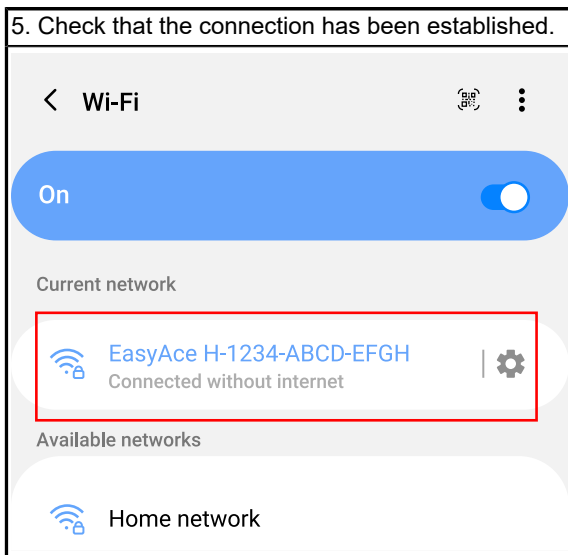 5. Check that the connection has been established.
Wi-Fi
On
Current network
EasyAce H-1234-ABCD-EFGH
Connected without internet
Available networks
Home network